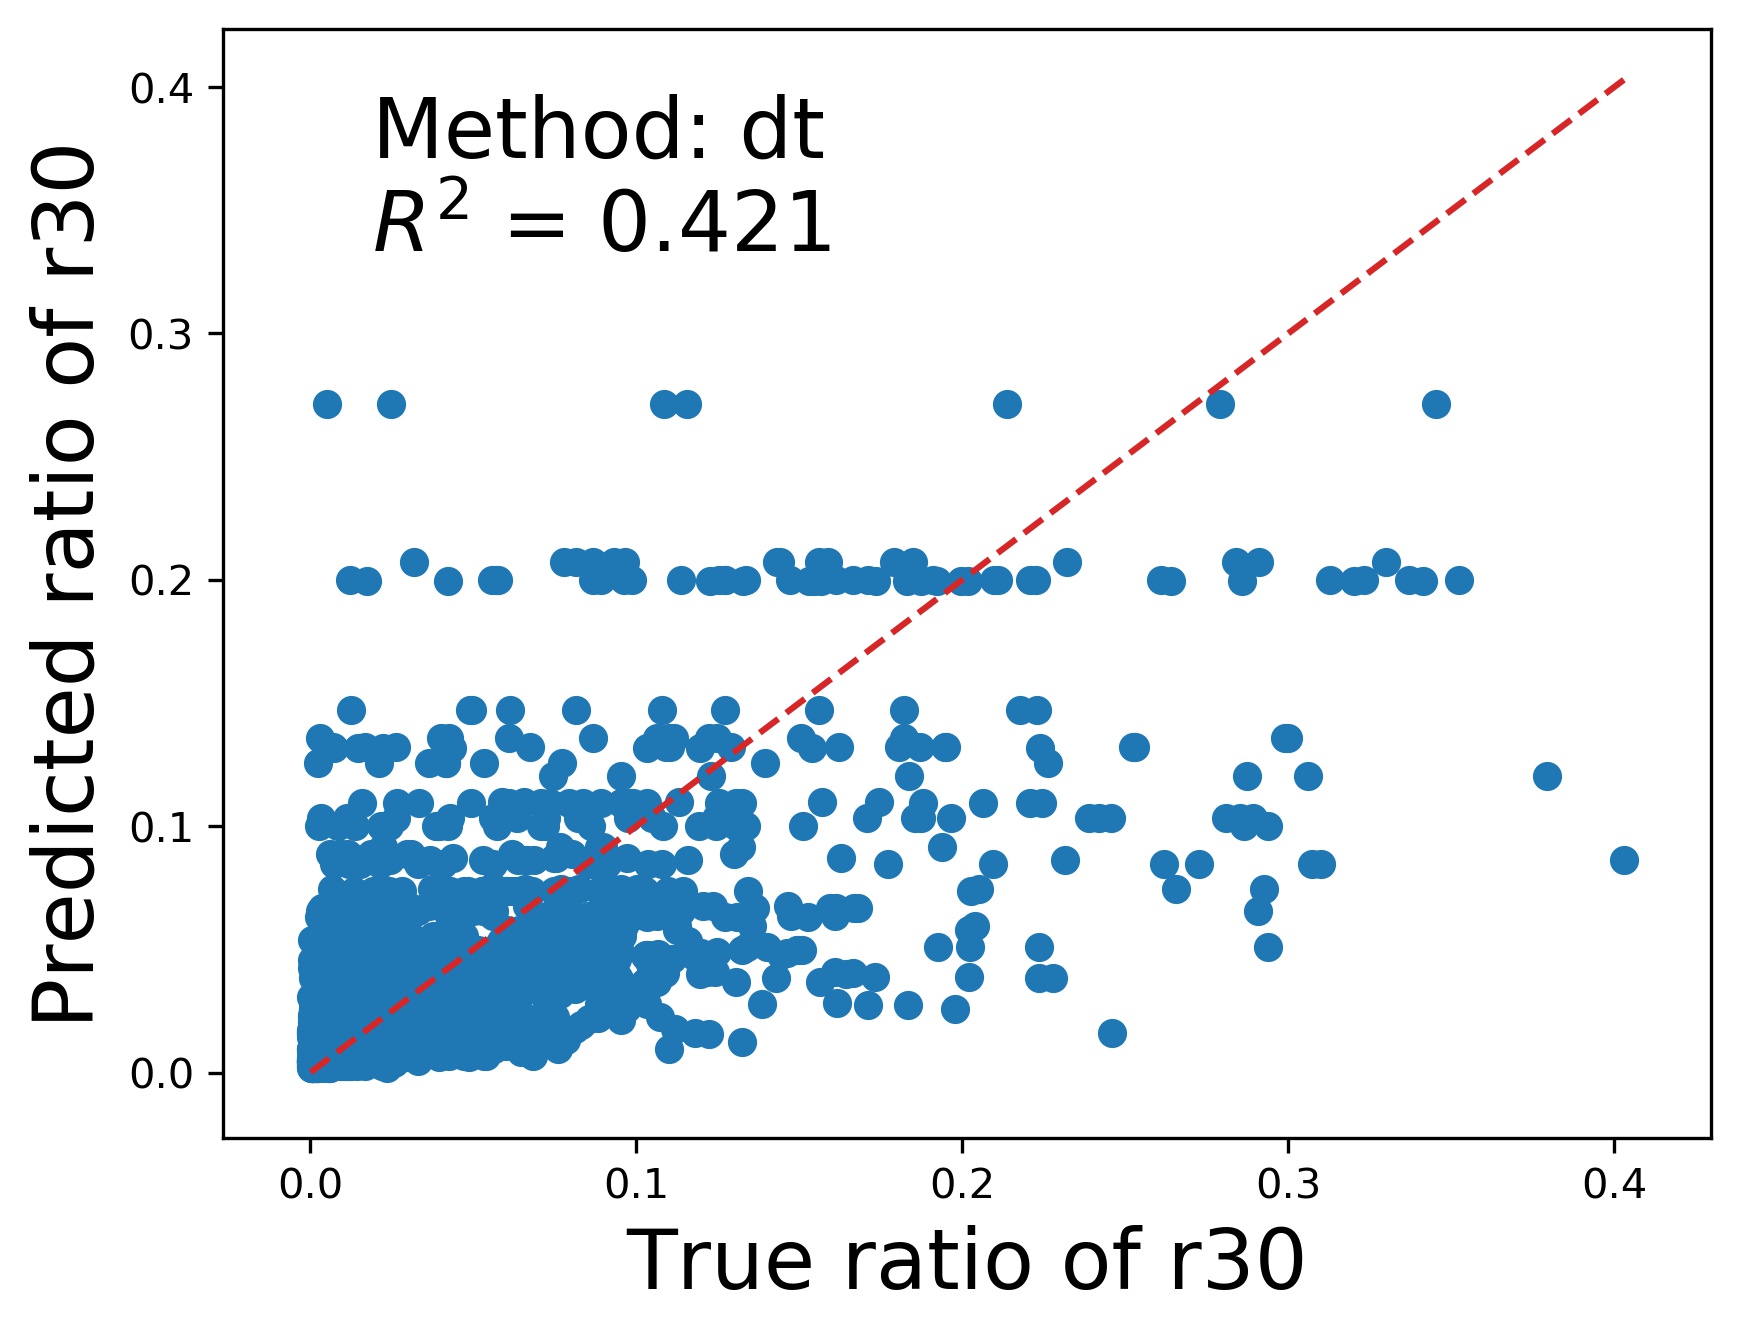 Method: dt
R² = 0.421
Predicted ratio of r30
0.4
0.3
0.2
0.1
0.0
0.0 0.1 0.2 0.3 0.4
True ratio of r30